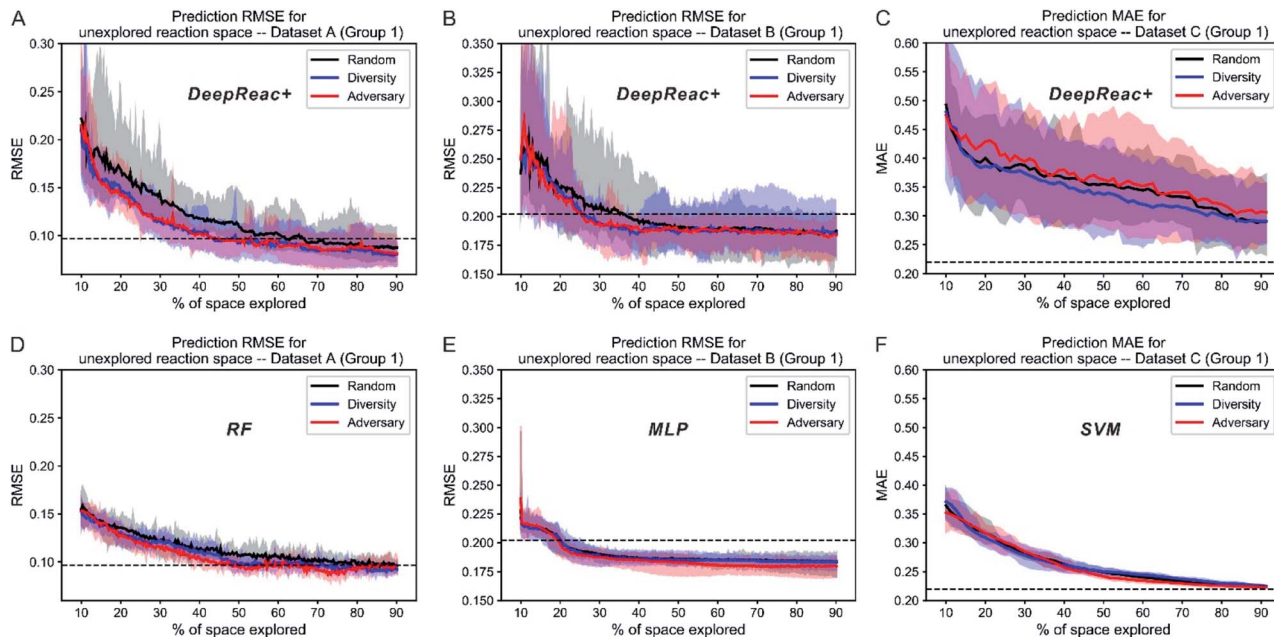 A
Prediction RMSE for
unexplored reaction space -- Dataset A (Group 1)
0.30
0.25
0.20
0.15
0.10
RMSE
DeepReac+
Random
Diversity
Adversary
10 20 30 40 50 60 70 80 90
% of space explored
B
Prediction RMSE for
unexplored reaction space -- Dataset B (Group 1)
0.350
0.325
0.300
0.275
0.250
0.225
0.200
0.175
0.150
RMSE
DeepReac+
Random
Diversity
Adversary
10 20 30 40 50 60 70 80 90
% of space explored
C
Prediction MAE for
unexplored reaction space -- Dataset C (Group 1)
0.60
0.55
0.50
0.45
0.40
0.35
0.30
0.25
0.20
MAE
DeepReac+
Random
Diversity
Adversary
10 20 30 40 50 60 70 80 90
% of space explored
D
Prediction RMSE for
unexplored reaction space -- Dataset A (Group 1)
0.30
0.25
0.20
0.15
0.10
RMSE
RF
Random
Diversity
Adversary
10 20 30 40 50 60 70 80 90
% of space explored
E
Prediction RMSE for
unexplored reaction space -- Dataset B (Group 1)
0.350
0.325
0.300
0.275
0.250
0.225
0.200
0.175
0.150
RMSE
MLP
Random
Diversity
Adversary
10 20 30 40 50 60 70 80 90
% of space explored
F
Prediction MAE for
unexplored reaction space -- Dataset C (Group 1)
0.60
0.55
0.50
0.45
0.40
0.35
0.30
0.25
0.20
MAE
SVM
Random
Diversity
Adversary
10 20 30 40 50 60 70 80 90
% of space explored